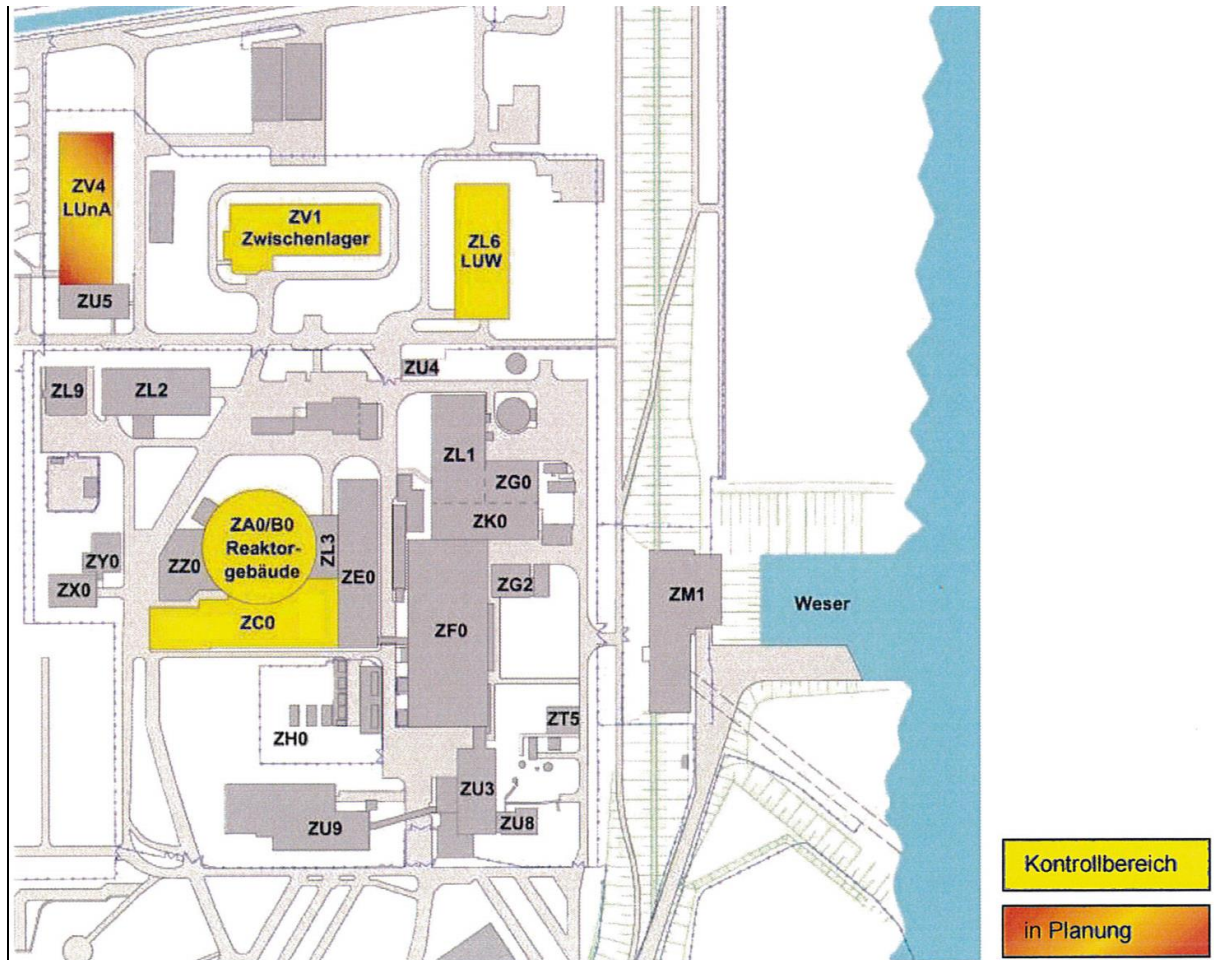 ZV4
LUnA
ZV1
Zwischenlager
ZL6
LUW
ZU5
ZU4
ZL9
ZL2
ZL1
ZG0
ZK0
ZA0/B0
Reaktor-
gebäude
ZL3
ZE0
ZZ0
ZY0
ZX0
ZC0
ZG2
ZF0
ZM1
Weser
ZH0
ZT5
ZU3
ZU8
ZU9
Kontrollbereich
in Planung